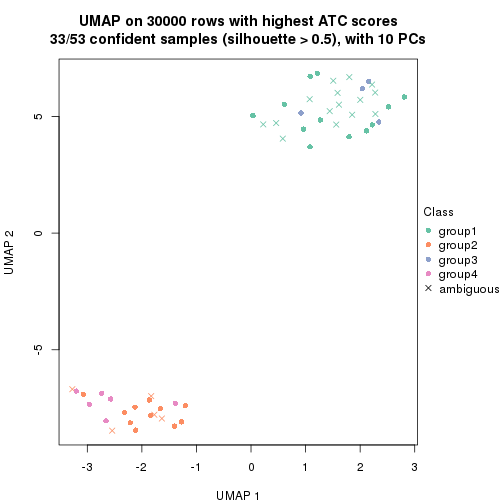 UMAP on 30000 rows with highest ATC scores
33/53 confident samples (silhouette > 0.5), with 10 PCs
5
0
-5
UMAP 2
-3
-2
-1
0
1
2
3
UMAP 1
Class
group1
group2
group3
group4
ambiguous